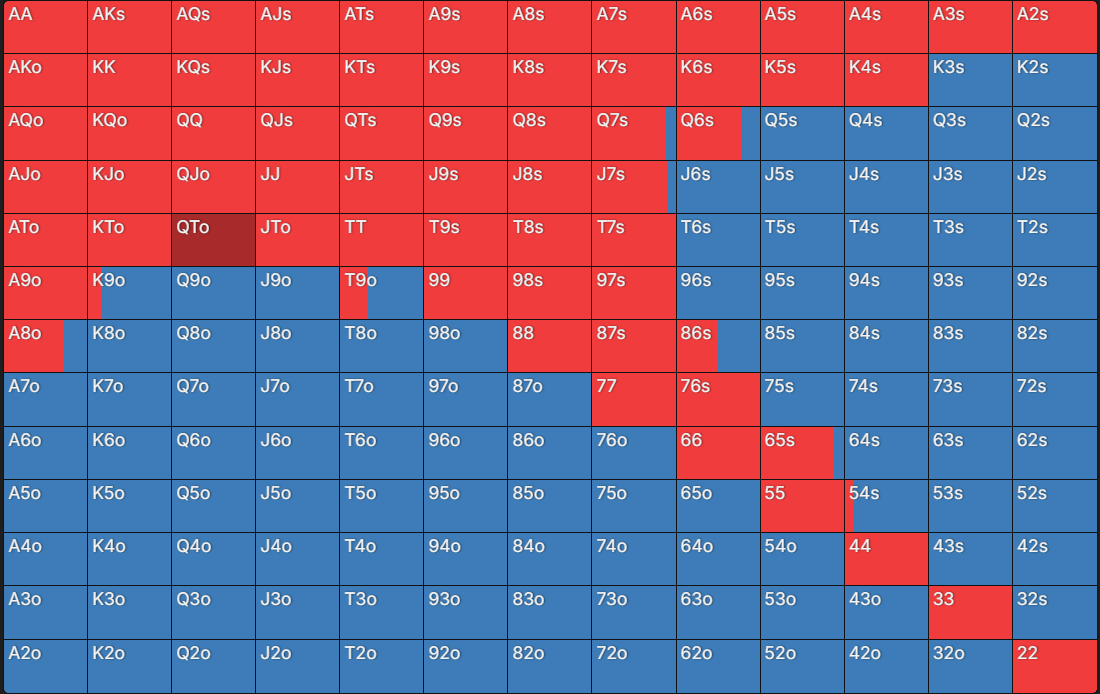 AA AKs AQs AJs ATs A9s A8s A7s A6s A5s A4s A3s A2s
AKo KK KQs KJs KTs K9s K8s K7s K6s K5s K4s K3s K2s
AQo KQo QQ QJs QTs Q9s Q8s Q7s Q6s Q5s Q4s Q3s Q2s
AJo KJo QJo JJ JTs J9s J8s J7s J6s J5s J4s J3s J2s
ATo KTo QTo JTo TT T9s T8s T7s T6s T5s T4s T3s T2s
A9o K9o Q9o J9o T9o 99 98s 97s 96s 95s 94s 93s 92s
A8o K8o Q8o J8o T8o 98o 88 87s 86s 85s 84s 83s 82s
A7o K7o Q7o J7o T7o 97o 87o 77 76s 75s 74s 73s 72s
A6o K6o Q6o J6o T6o 96o 86o 76o 66 65s 64s 63s 62s
A5o K5o Q5o J5o T5o 95o 85o 75o 65o 55 54s 53s 52s
A4o K4o Q4o J4o T4o 94o 84o 74o 64o 54o 44 43s 42s
A3o K3o Q3o J3o T3o 93o 83o 73o 63o 53o 43o 33 32s
A2o K2o Q2o J2o T2o 92o 82o 72o 62o 52o 42o 32o 22